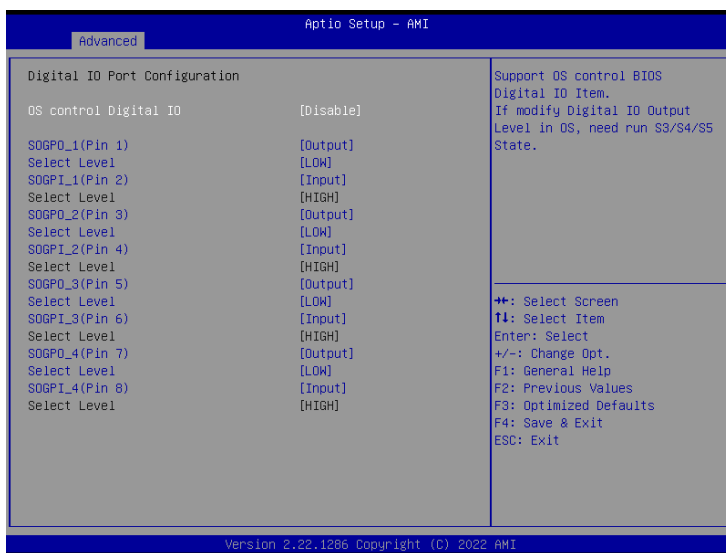 Aptio Setup - AMI
Advanced
Digital IO Port Configuration
OS control Digital IO [Disable]
SOGPO_1(Pin 1) [Output]
Select Level [LOW]
SOGPI_1(Pin 2) [Input]
Select Level [HIGH]
SOGPO_2(Pin 3) [Output]
Select Level [LOW]
SOGPI_2(Pin 4) [Input]
Select Level [HIGH]
SOGPO_3(Pin 5) [Output]
Select Level [LOW]
SOGPI_3(Pin 6) [Input]
Select Level [HIGH]
SOGPO_4(Pin 7) [Output]
Select Level [LOW]
SOGPI_4(Pin 8) [Input]
Select Level [HIGH]
Support OS control BIOS
Digital IO Item.
If modify Digital IO Output
Level in OS, need run S3/S4/S5
State.
→←: Select Screen
↑↓: Select Item
Enter: Select
+/-: Change Opt.
F1: General Help
F2: Previous Values
F3: Optimized Defaults
F4: Save & Exit
ESC: Exit
Version 2.22.1286 Copyright (C) 2022 AMI